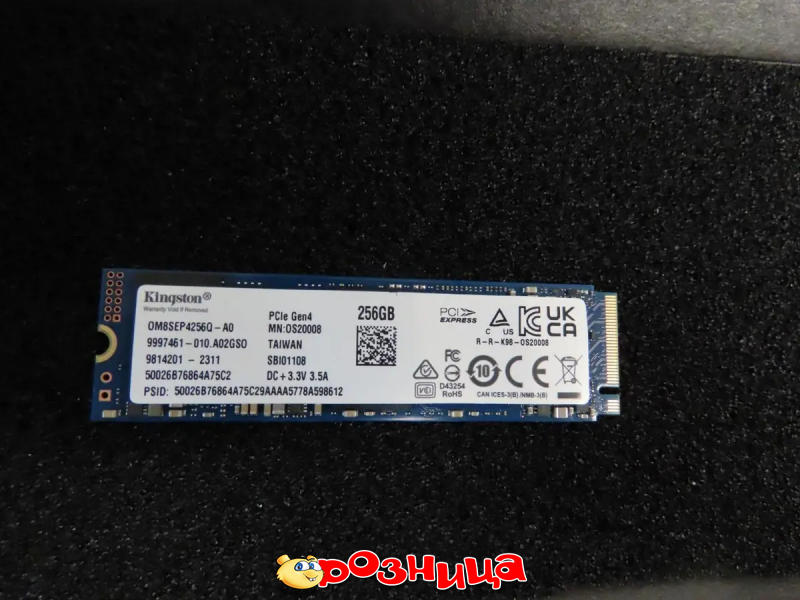 Kingston®
Warranty Void If Removed
OM8SEP4256Q-A0
9997461-010.A02GSO
9814201 - 2311
50026B76864A75C2
PSID: 50026B76864A75C29AAAA5778A598612
PCIe Gen4
MN:OS20008
TAIWAN
SBI01108
DC+3.3V 3.5A
256GB
PCI
EXPRESS
C US
UK
CA
R-R-K98-OS20008
FC
D43254
RoHS
10
CE
CAN ICES-3(B)/NMB-3(B)
розница